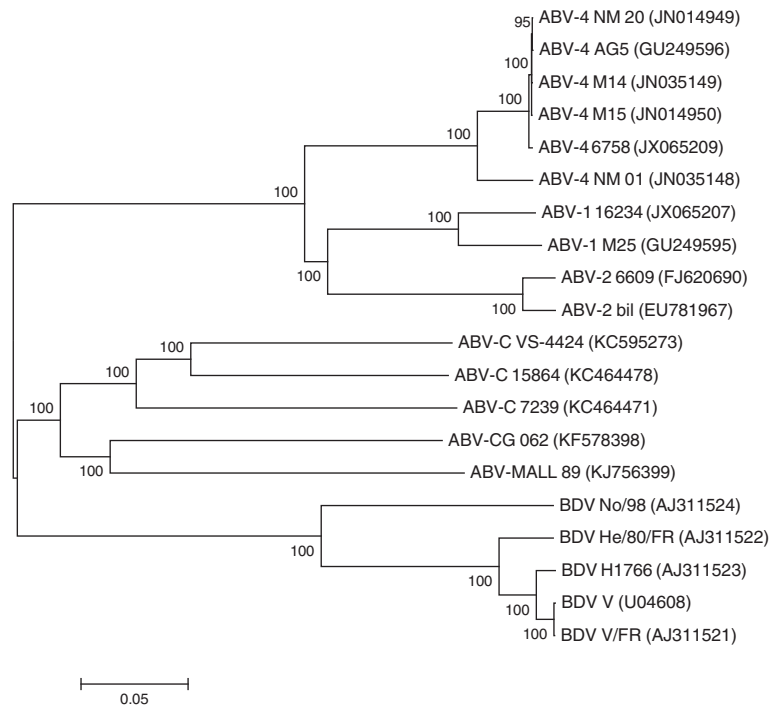 95
ABV-4 NM 20 (JN014949)
ABV-4 AG5 (GU249596)
100
ABV-4 M14 (JN035149)
100
ABV-4 M15 (JN014950)
100
ABV-4 6758 (JX065209)
ABV-4 NM 01 (JN035148)
100
ABV-1 16234 (JX065207)
100
ABV-1 M25 (GU249595)
100
ABV-2 6609 (FJ620690)
100
ABV-2 bil (EU781967)
ABV-C VS-4424 (KC595273)
100
ABV-C 15864 (KC464478)
100
ABV-C 7239 (KC464471)
100
ABV-CG 062 (KF578398)
100
ABV-MALL 89 (KJ756399)
BDV No/98 (AJ311524)
100
BDV He/80/FR (AJ311522)
100
BDV H1766 (AJ311523)
100
BDV V (U04608)
100
BDV V/FR (AJ311521)
0.05